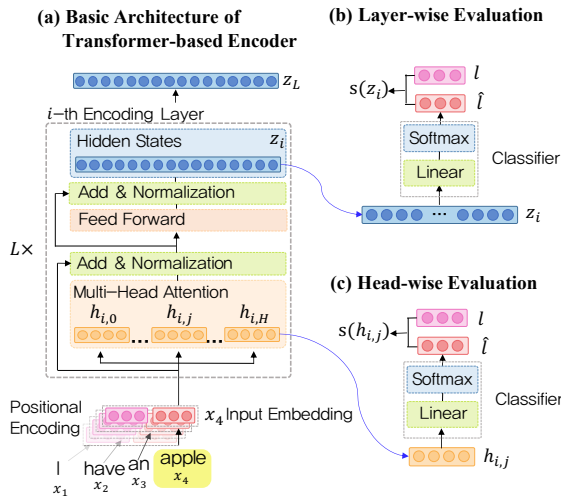 (a) Basic Architecture of
Transformer-based Encoder
z_L
i-th Encoding Layer
Hidden States
z_i
Add & Normalization
Feed Forward
L×
Add & Normalization
Multi-Head Attention
h_{i,0} h_{i,j} h_{i,H}
... ...
Positional
Encoding
x_4 Input Embedding
I have an apple
x_1 x_2 x_3 x_4
(b) Layer-wise Evaluation
l
s(z_i)
l̂
Softmax
Linear
Classifier
...
z_i
(c) Head-wise Evaluation
l
s(h_{i,j})
l̂
Softmax
Linear
Classifier
h_{i,j}